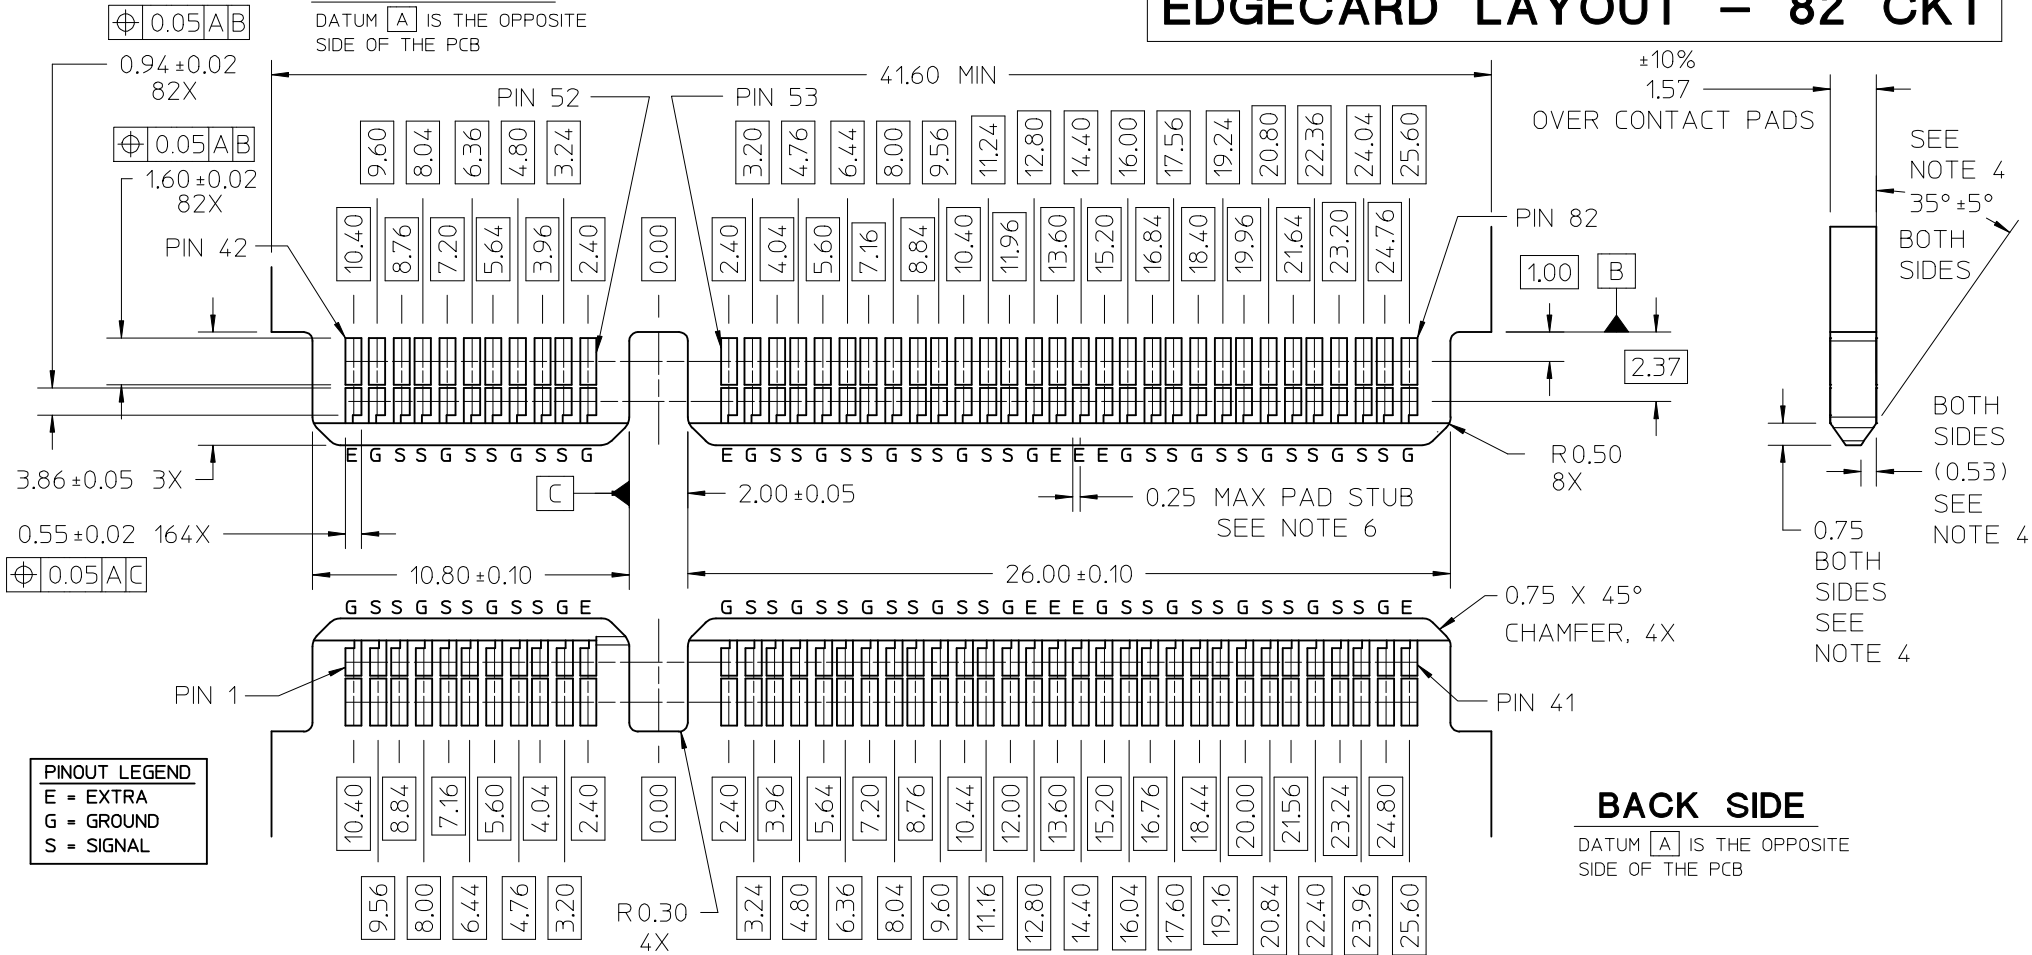 EDGECARD LAYOUT – 82 CKT
⌖ 0.05 A B
0.94 ±0.02
82X
DATUM A IS THE OPPOSITE
SIDE OF THE PCB
41.60 MIN
±10%
1.57
OVER CONTACT PADS
PIN 52
PIN 53
⌖ 0.05 A B
1.60 ±0.02
82X
9.60 8.04 6.36 4.80 3.24
3.20 4.76 6.44 8.00 9.56 11.24 12.80 14.40 16.00 17.56 19.24 20.80 22.36 24.04 25.60
SEE
NOTE 4
35° ±5°
BOTH
SIDES
PIN 42
10.40 8.76 7.20 5.64 3.96 2.40 0.00 2.40 4.04 5.60 7.16 8.84 10.40 11.96 13.60 15.20 16.84 18.40 19.96 21.64 23.20 24.76
PIN 82
1.00
B
2.37
E G S S G S S G S S G
E G S S G S S G S S G S S G E E E G S S G S S G S S G S S G
3.86 ±0.05 3X
C
2.00 ±0.05
0.25 MAX PAD STUB
SEE NOTE 6
R 0.50
8X
BOTH
SIDES
(0.53)
SEE
NOTE 4
0.55 ±0.02 164X
⌖ 0.05 A C
10.80 ±0.10
26.00 ±0.10
0.75
BOTH
SIDES
SEE
NOTE 4
G S S G S S G S S G E
G S S G S S G S S G S S G E E E G S S G S S G S S G S S G E
0.75 X 45°
CHAMFER, 4X
PIN 1
PIN 41
PINOUT LEGEND
E = EXTRA
G = GROUND
S = SIGNAL
10.40 8.84 7.16 5.60 4.04 2.40 0.00 2.40 3.96 5.64 7.20 8.76 10.44 12.00 13.60 15.20 16.76 18.44 20.00 21.56 23.24 24.80
9.56 8.00 6.44 4.76 3.20
R 0.30
4X
3.24 4.80 6.36 8.04 9.60 11.16 12.80 14.40 16.04 17.60 19.16 20.84 22.40 23.96 25.60
BACK SIDE
DATUM A IS THE OPPOSITE
SIDE OF THE PCB